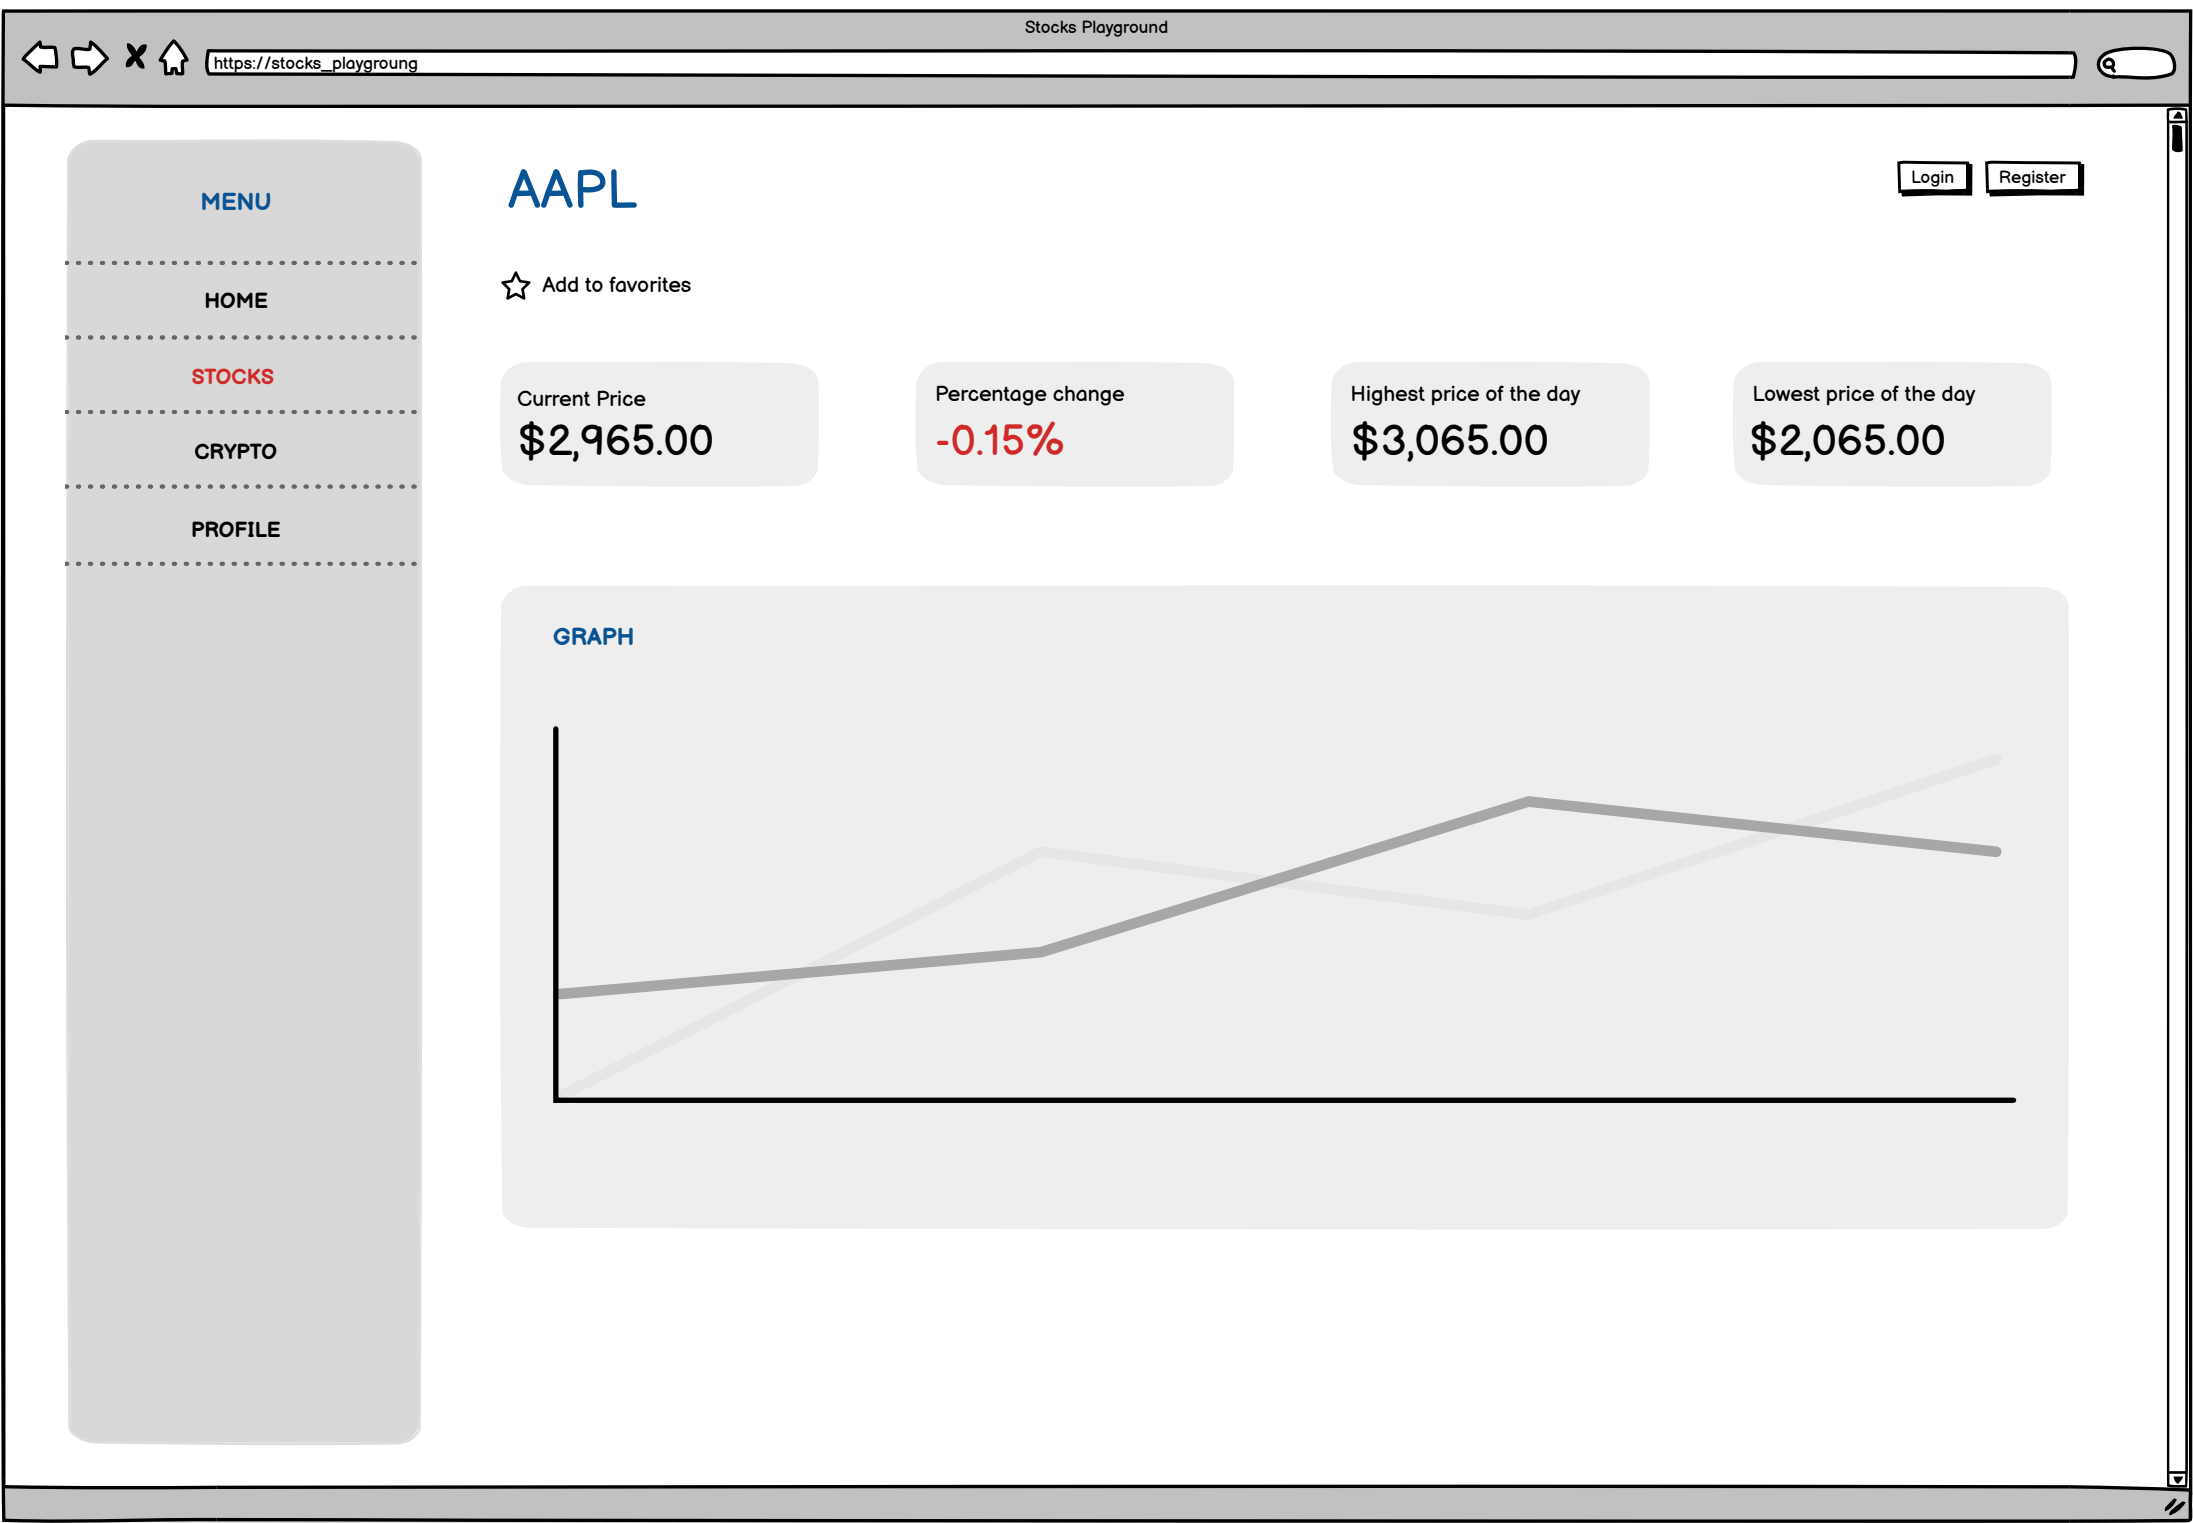 Stocks Playground
https://stocks_playgroung
MENU
HOME
STOCKS
CRYPTO
PROFILE
AAPL
Login
Register
Add to favorites
Current Price
$2,965.00
Percentage change
-0.15%
Highest price of the day
$3,065.00
Lowest price of the day
$2,065.00
GRAPH